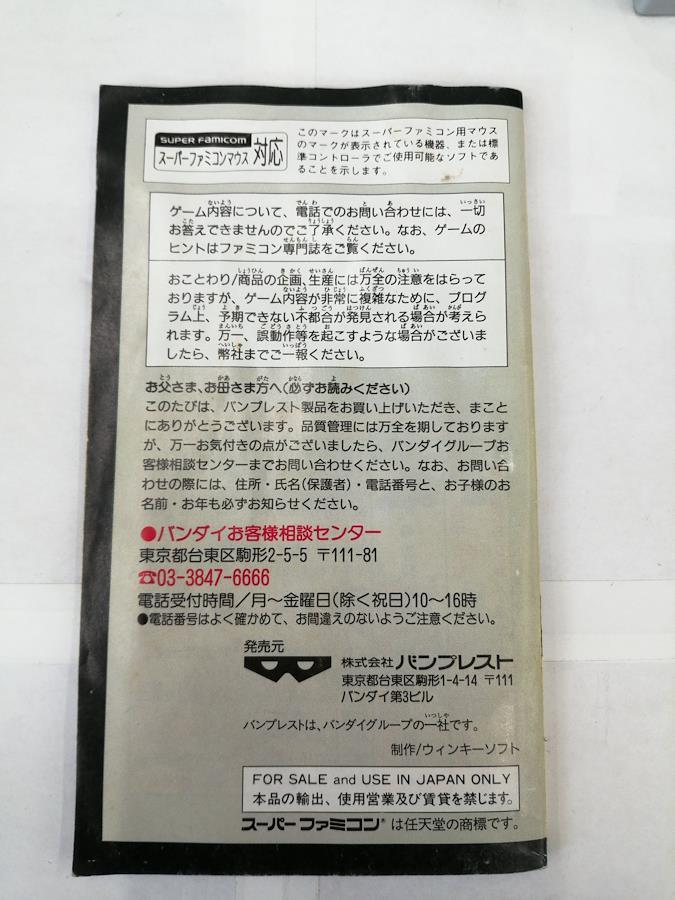 SUPER FAMICOM
スーパーファミコンマウス 対応
このマークはスーパーファミコン用マウス
のマークが表示されている機器、または標
準コントローラでご使用可能なソフトであ
ることを示します。
ゲーム内容について、電話でのお問い合わせには、一切
お答えできませんのでご了承ください。なお、ゲームの
ヒントはファミコン専門誌をご覧ください。
おことわり/商品の企画、生産には万全の注意をはらって
おりますが、ゲーム内容が非常に複雑なために、プログ
ラム上、予期できない不都合が発見される場合が考えら
れます。万一、誤動作等を起こすような場合がございま
したら、弊社までご一報ください。
お父さま、お母さま方へ(必ずお読みください)
このたびは、バンプレスト製品をお買い上げいただき、まこと
にありがとうございます。品質管理には万全を期しております
が、万一お気付きの点がございましたら、バンダイグループお
客様相談センターまでお問い合わせください。なお、お問い合
わせの際には、住所・氏名(保護者)・電話番号と、お子様のお
名前・お年も必ずお知らせください。
●バンダイお客様相談センター
東京都台東区駒形2-5-5 〒111-81
☎03-3847-6666
電話受付時間/月〜金曜日(除く祝日)10〜16時
●電話番号はよく確かめて、お間違えのないようご注意ください。
発売元
株式会社 バンプレスト
東京都台東区駒形1-4-14 〒111
バンダイ第3ビル
バンプレストは、バンダイグループの一社です。
制作/ウィンキーソフト
FOR SALE and USE IN JAPAN ONLY
本品の輸出、使用営業及び賃貸を禁じます。
スーパーファミコン®は任天堂の商標です。